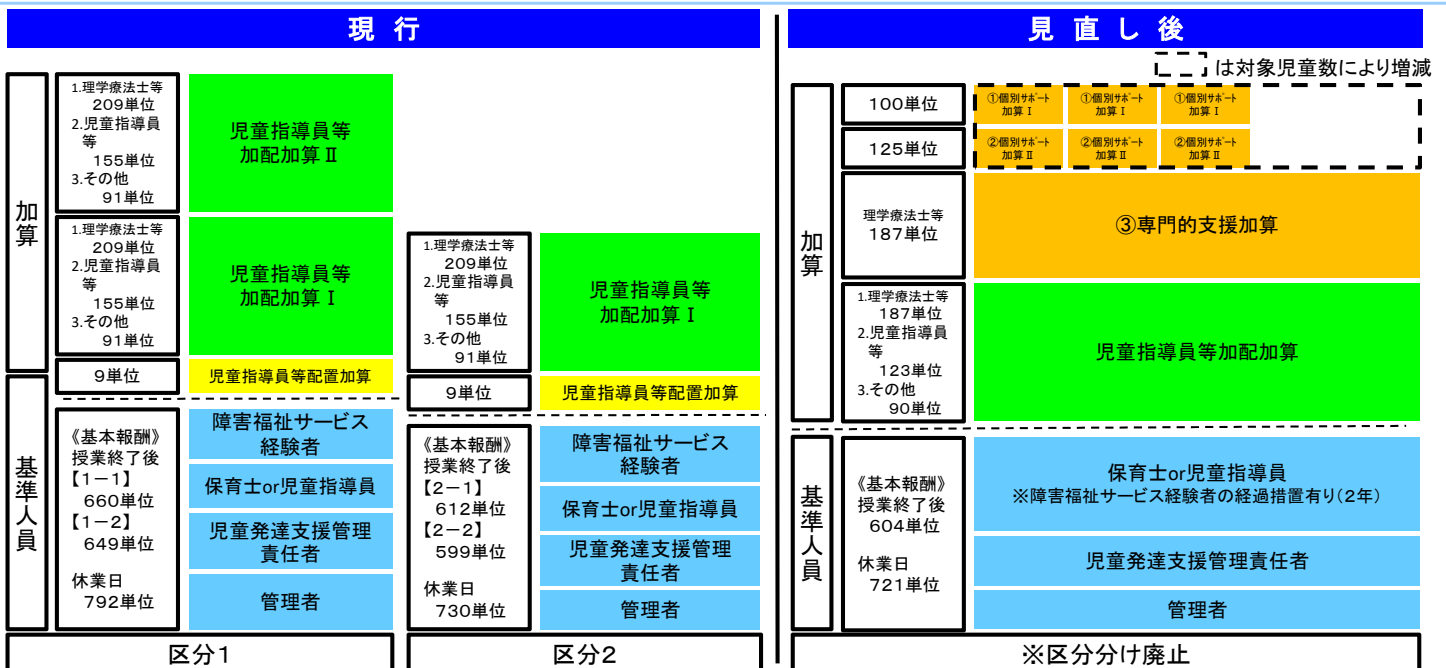 現行
加算
1.理学療法士等
209単位
2.児童指導員
等
155単位
3.その他
91単位
児童指導員等
加配加算Ⅱ
1.理学療法士等
209単位
2.児童指導員
等
155単位
3.その他
91単位
児童指導員等
加配加算Ⅰ
9単位
児童指導員等配置加算
基準人員
《基本報酬》
授業終了後
【1－1】
660単位
【1－2】
649単位
休業日
792単位
障害福祉サービス
経験者
保育士or児童指導員
児童発達支援管理
責任者
管理者
区分1
1.理学療法士等
209単位
2.児童指導員
等
155単位
3.その他
91単位
児童指導員等
加配加算Ⅰ
9単位
児童指導員等配置加算
《基本報酬》
授業終了後
【2－1】
612単位
【2－2】
599単位
休業日
730単位
障害福祉サービス
経験者
保育士or児童指導員
児童発達支援管理
責任者
管理者
区分2
見直し後
は対象児童数により増減
加算
100単位
①個別サポート
加算Ⅰ
①個別サポート
加算Ⅰ
①個別サポート
加算Ⅰ
125単位
②個別サポート
加算Ⅱ
②個別サポート
加算Ⅱ
②個別サポート
加算Ⅱ
理学療法士等
187単位
③専門的支援加算
1.理学療法士等
187単位
2.児童指導員
等
123単位
3.その他
90単位
児童指導員等加配加算
基準人員
《基本報酬》
授業終了後
604単位
休業日
721単位
保育士or児童指導員
※障害福祉サービス経験者の経過措置有り(2年)
児童発達支援管理責任者
管理者
※区分分け廃止